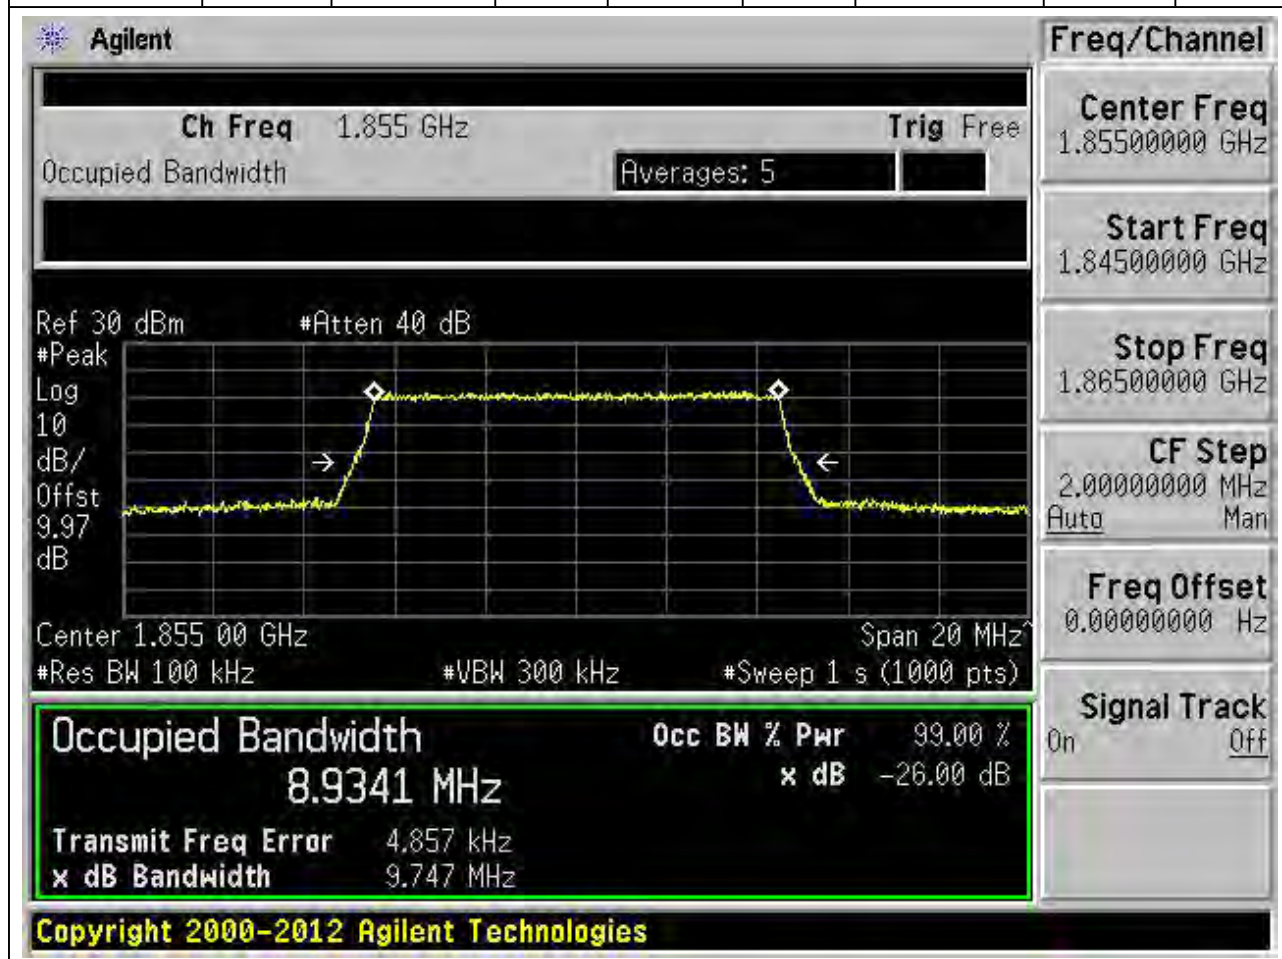 Agilent
Freq/Channel
Ch Freq 1.855 GHz Trig Free
Occupied Bandwidth Averages: 5
Center Freq
1.85500000 GHz
Start Freq
1.84500000 GHz
Stop Freq
1.86500000 GHz
CF Step
2.00000000 MHz
Auto Man
Freq Offset
0.00000000 Hz
Signal Track
On Off
Ref 30 dBm #Atten 40 dB
#Peak
Log
10
dB/
Offst
9.97
dB
Center 1.855 00 GHz Span 20 MHz^
#Res BW 100 kHz #VBW 300 kHz #Sweep 1 s (1000 pts)
Occupied Bandwidth Occ BW % Pwr 99.00 %
8.9341 MHz x dB -26.00 dB
Transmit Freq Error 4.857 kHz
x dB Bandwidth 9.747 MHz
Copyright 2000-2012 Agilent Technologies